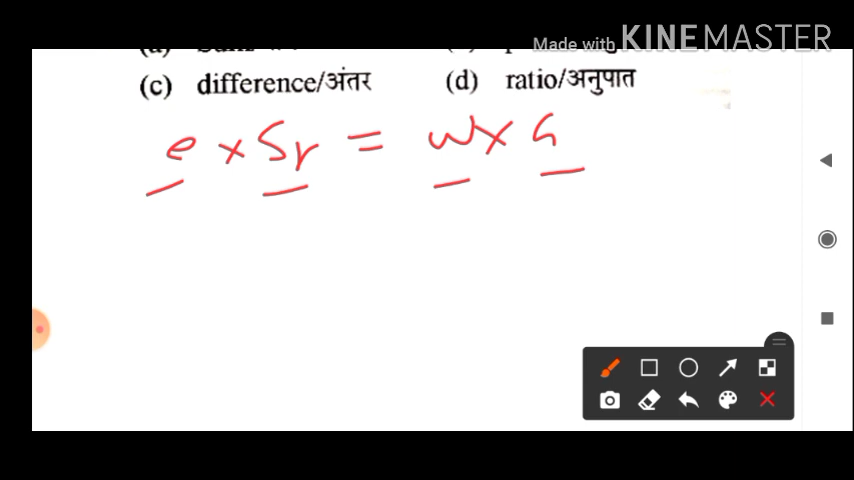 Made with KINEMASTER
(c) difference/अंतर (d) ratio/अनुपात
e × Sr = w × G